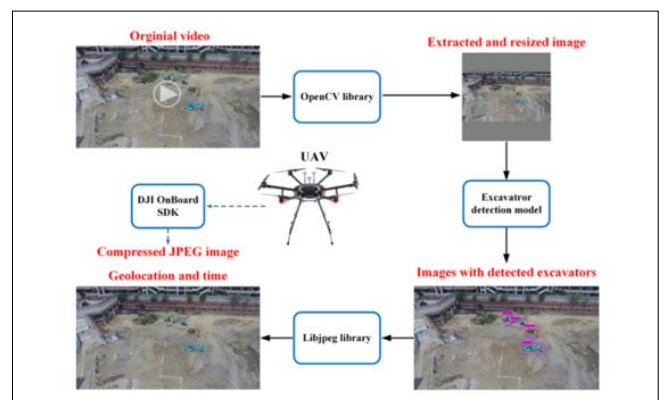 Orginial video
Extracted and resized image
OpenCV library
UAV
DJI OnBoard
SDK
Excavatror
detection model
Compressed JPEG image
Geolocation and time
Images with detected excavators
Libjpeg library